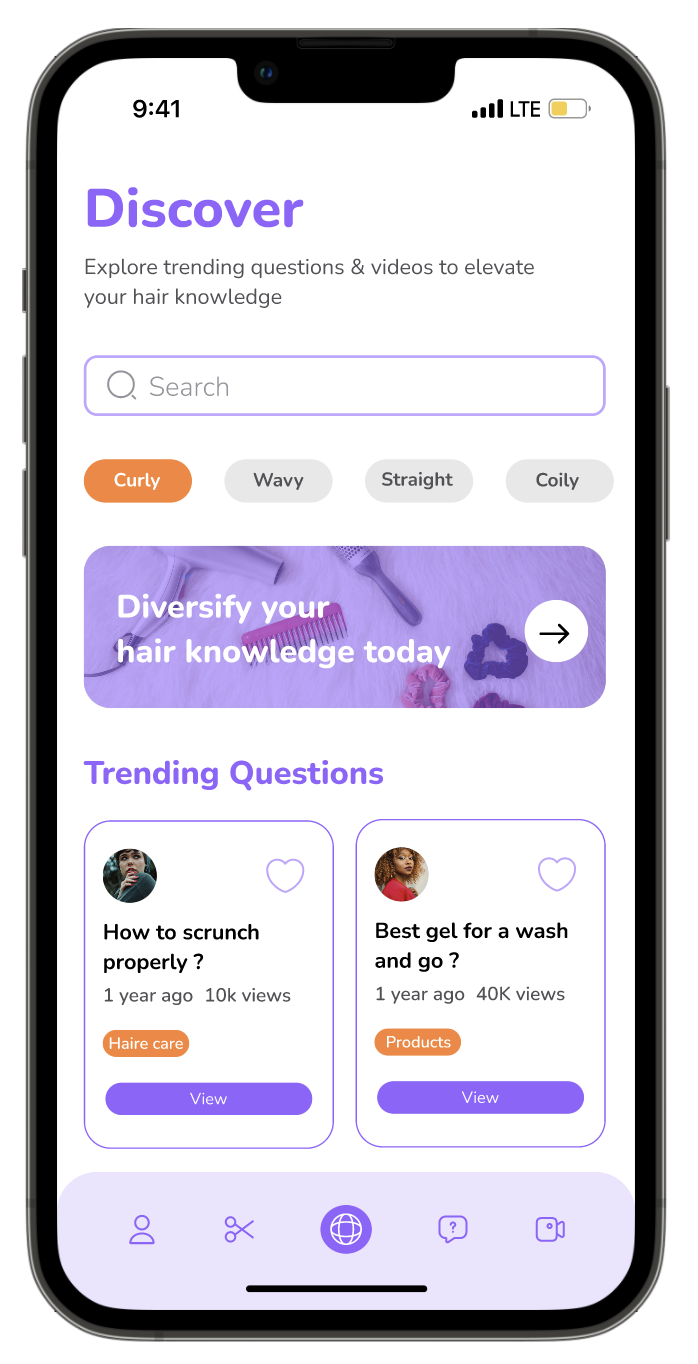 9:41 LTE
Discover
Explore trending questions & videos to elevate
your hair knowledge
Search
Curly Wavy Straight Coily
Diversify your
hair knowledge today
Trending Questions
How to scrunch
properly ?
1 year ago 10k views
Haire care
View
Best gel for a wash
and go ?
1 year ago 40K views
Products
View
?